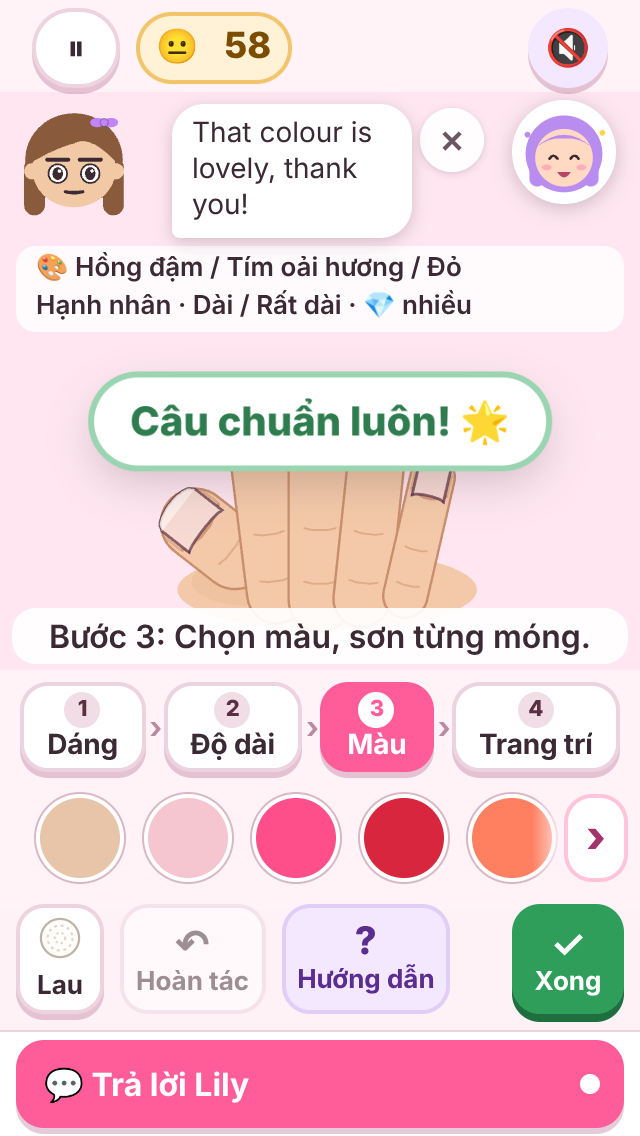 58
That colour is
lovely, thank
you!
🎨 Hồng đậm / Tím oải hương / Đỏ
Hạnh nhân · Dài / Rất dài · 💎 nhiều
Câu chuẩn luôn! 🌟
Bước 3: Chọn màu, sơn từng móng.
1 Dáng
2 Độ dài
3 Màu
4 Trang trí
Lau
Hoàn tác
? Hướng dẫn
Xong
💬 Trả lời Lily